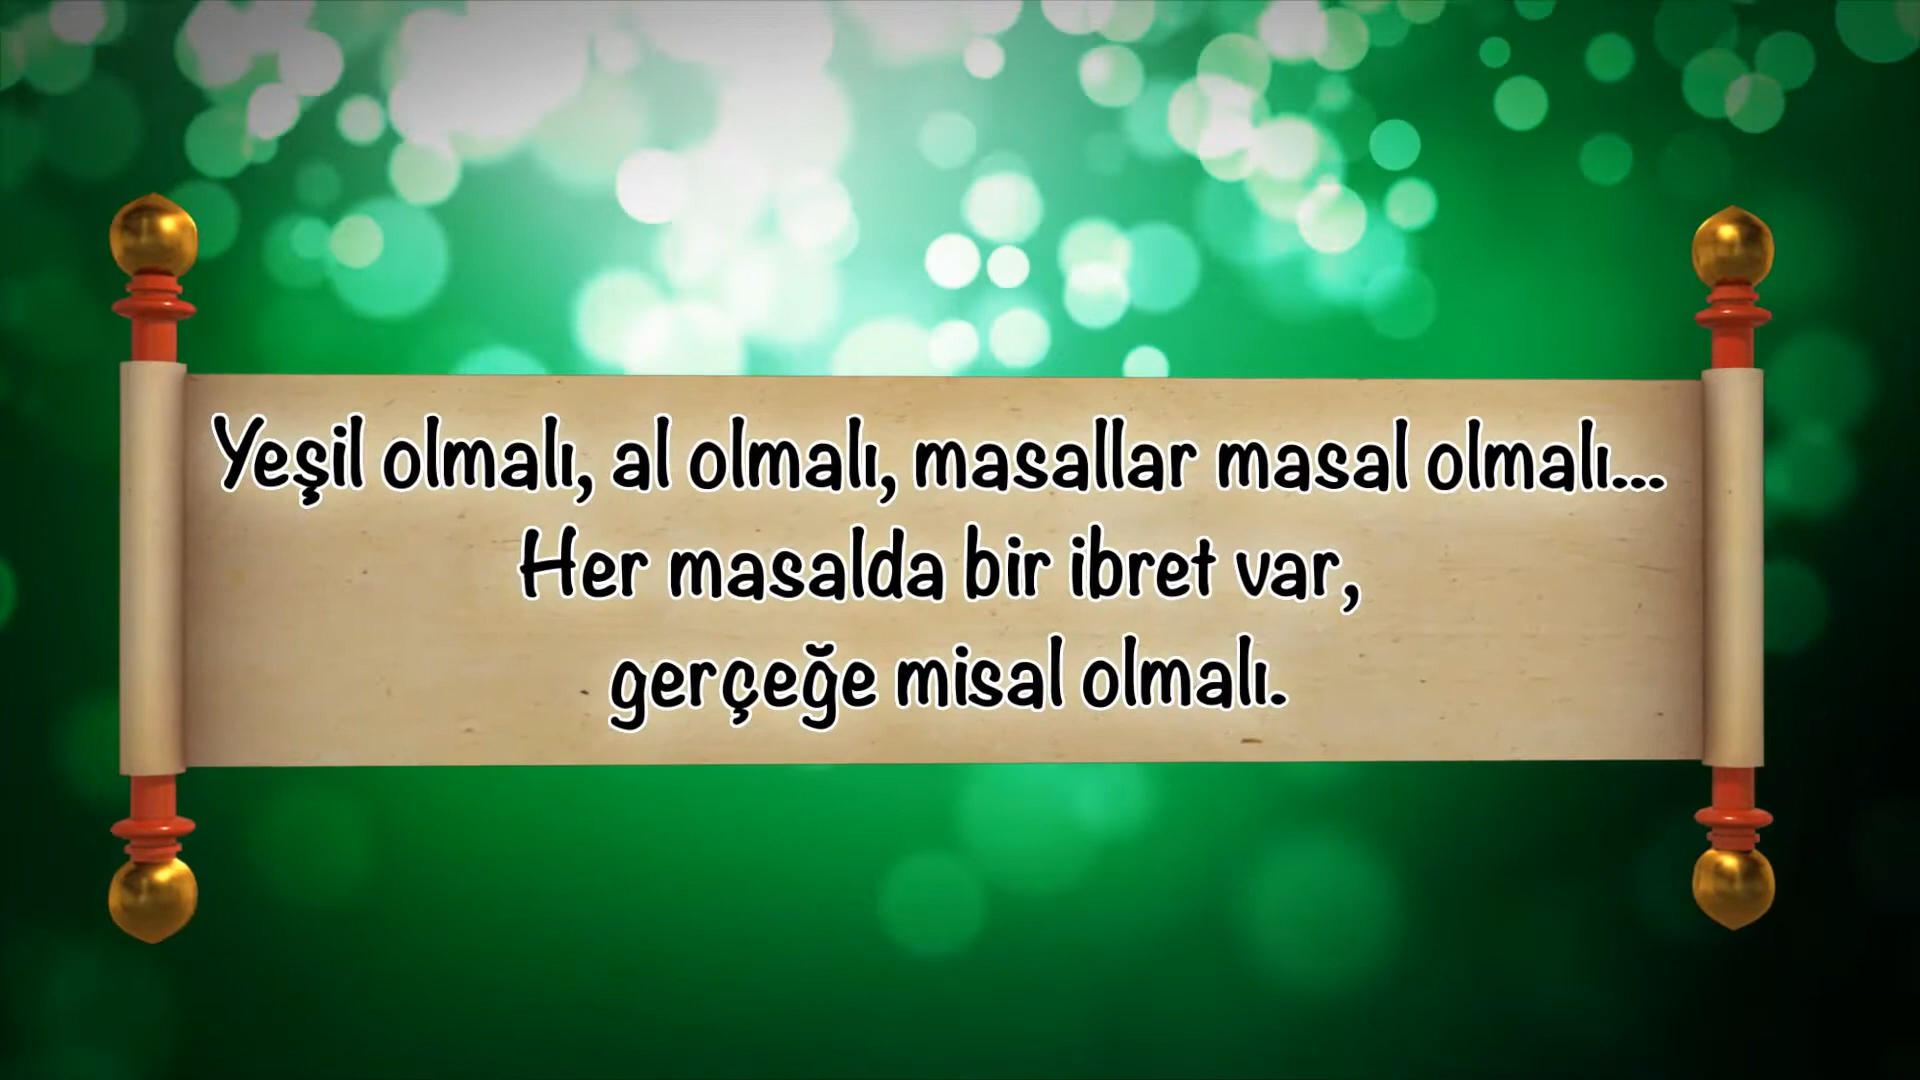 Yeşil olmalı, al olmalı, masallar masal olmalı...
Her masalda bir ibret var,
gerçeğe misal olmalı.